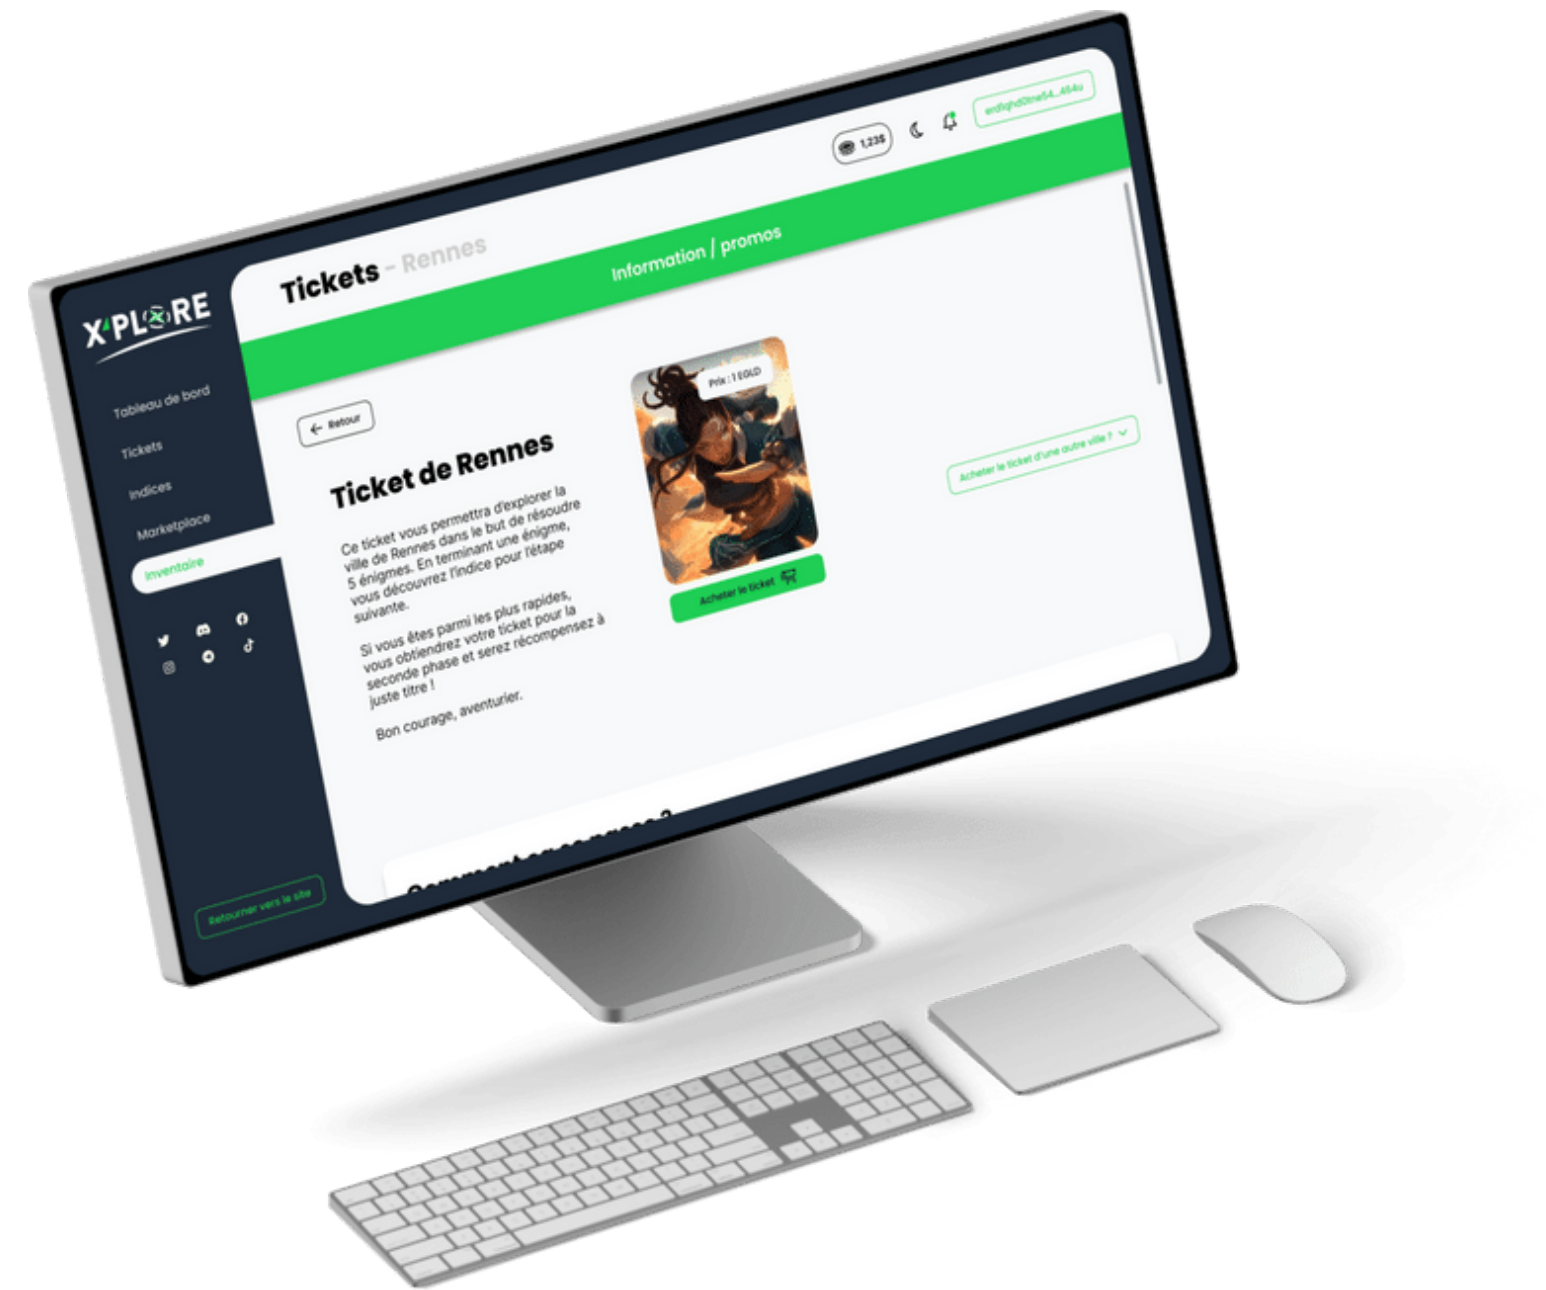 X'PLORE
Tableau de bord
Tickets
Indices
Marketplace
Inventaire
Retourner vers le site
Tickets - Rennes
1,23$
Information / promos
Retour
Ticket de Rennes
Ce ticket vous permettra d'explorer la
ville de Rennes dans le but de résoudre
5 énigmes. En terminant une énigme,
vous découvrez l'indice pour l'étape
suivante.
Si vous êtes parmi les plus rapides,
vous obtiendrez votre ticket pour la
seconde phase et serez récompensez à
juste titre !
Bon courage, aventurier.
Prix : 1 EGLD
Acheter le ticket
Acheter le ticket d'une autre ville ?
Comment ça se passe ?